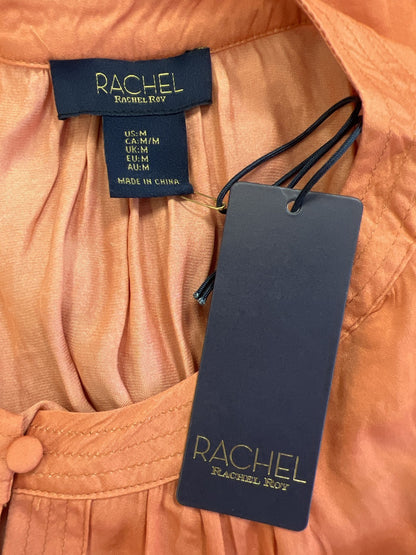 RACHEL
RACHEL ROY
US:M
CA:M/M
UK:M
EU:M
AU:M
MADE IN CHINA
RACHEL
RACHEL ROY